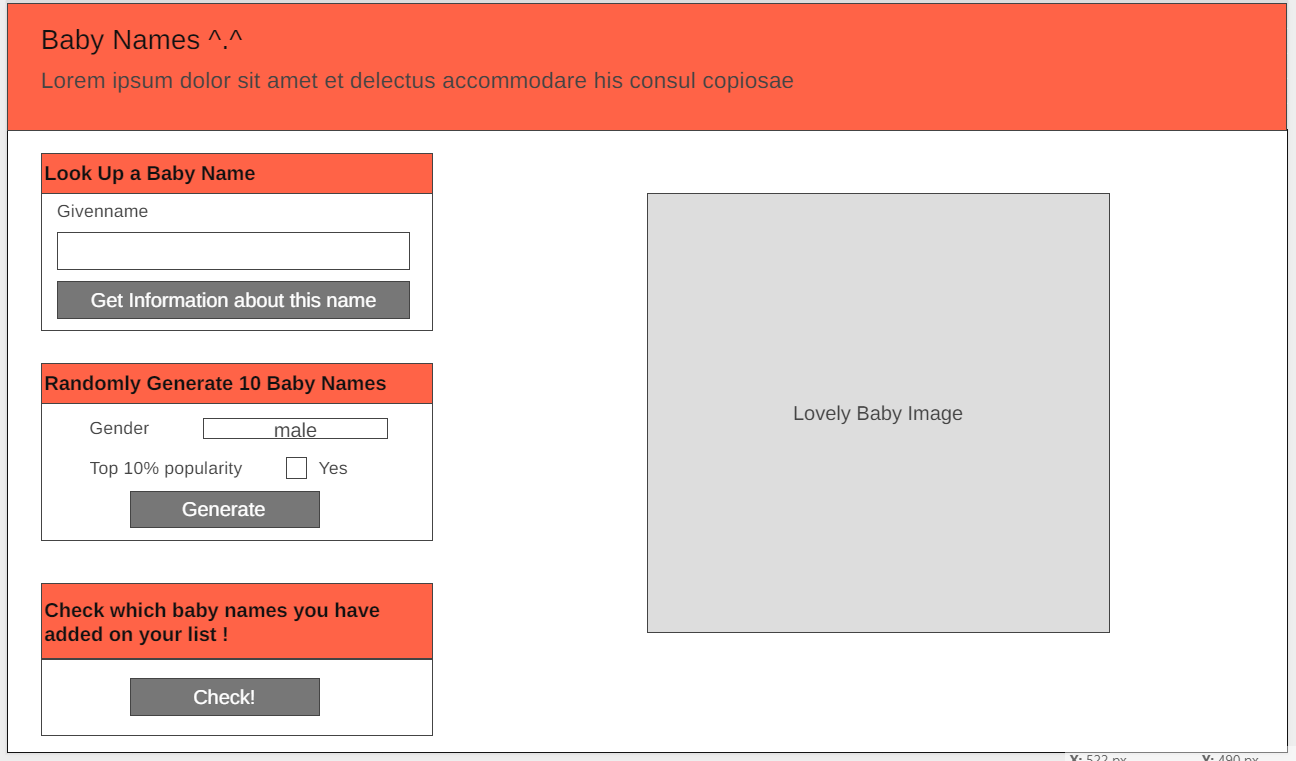 Baby Names ^.^
Lorem ipsum dolor sit amet et delectus accommodare his consul copiosae
Look Up a Baby Name
Givenname
Get Information about this name
Randomly Generate 10 Baby Names
Gender
male
Top 10% popularity
Yes
Generate
Check which baby names you have
added on your list !
Check!
Lovely Baby Image
X: 522 px
Y: 490 px